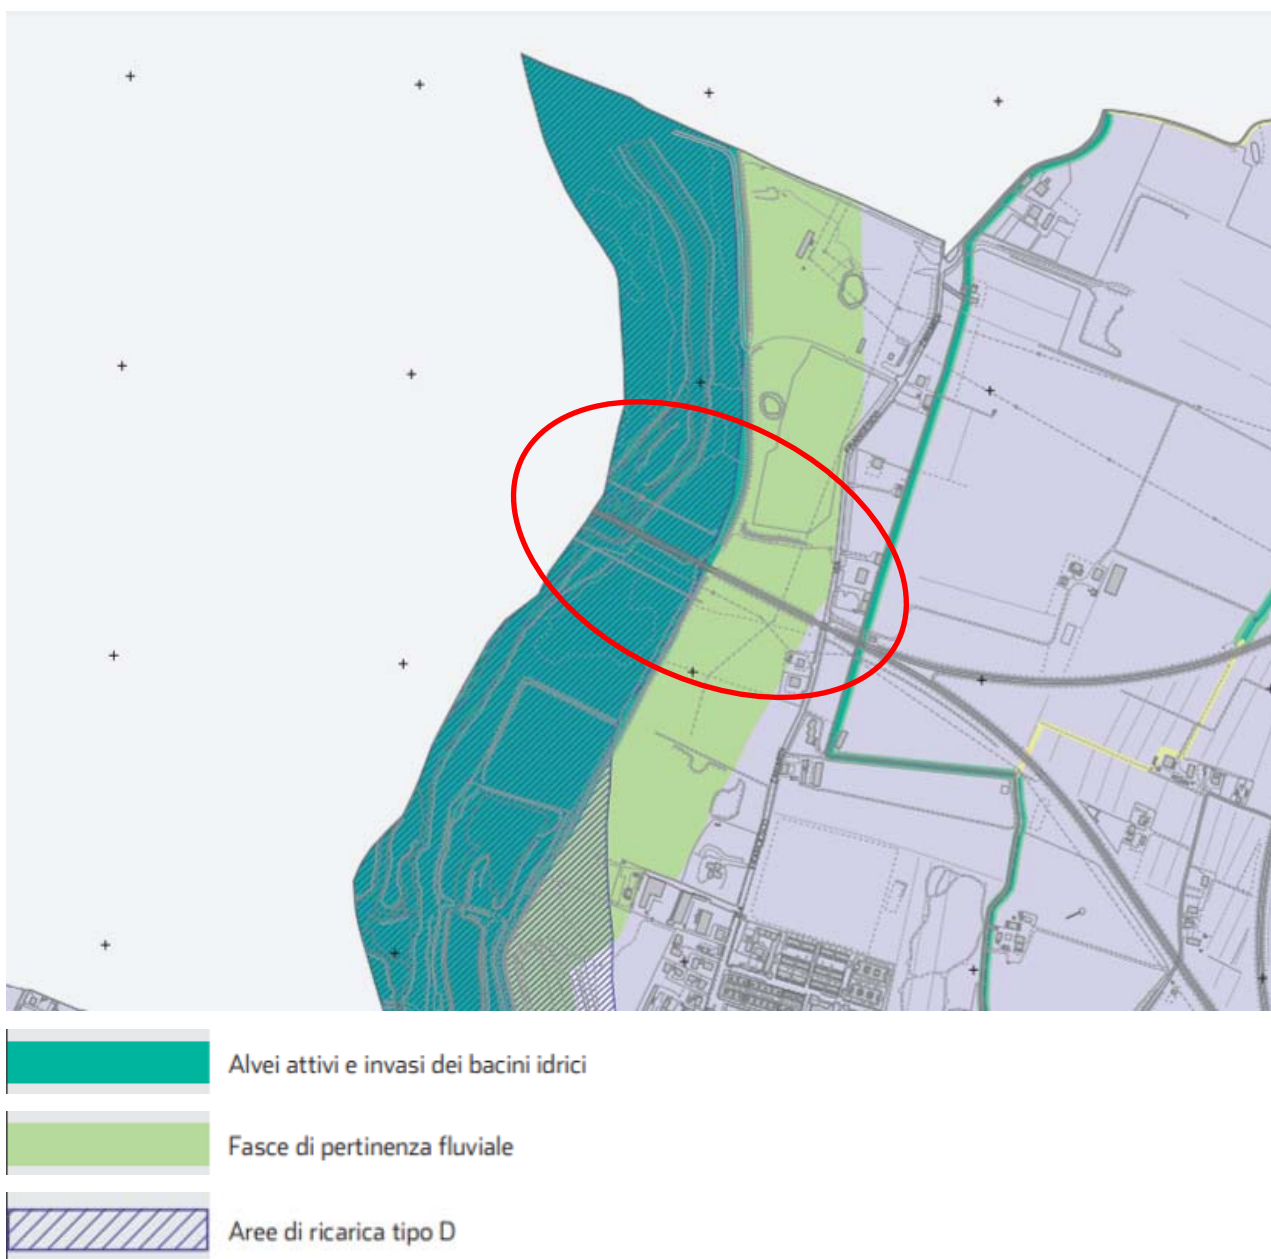 Alvei attivi e invasi dei bacini idrici
Fasce di pertinenza fluviale
Aree di ricarica tipo D